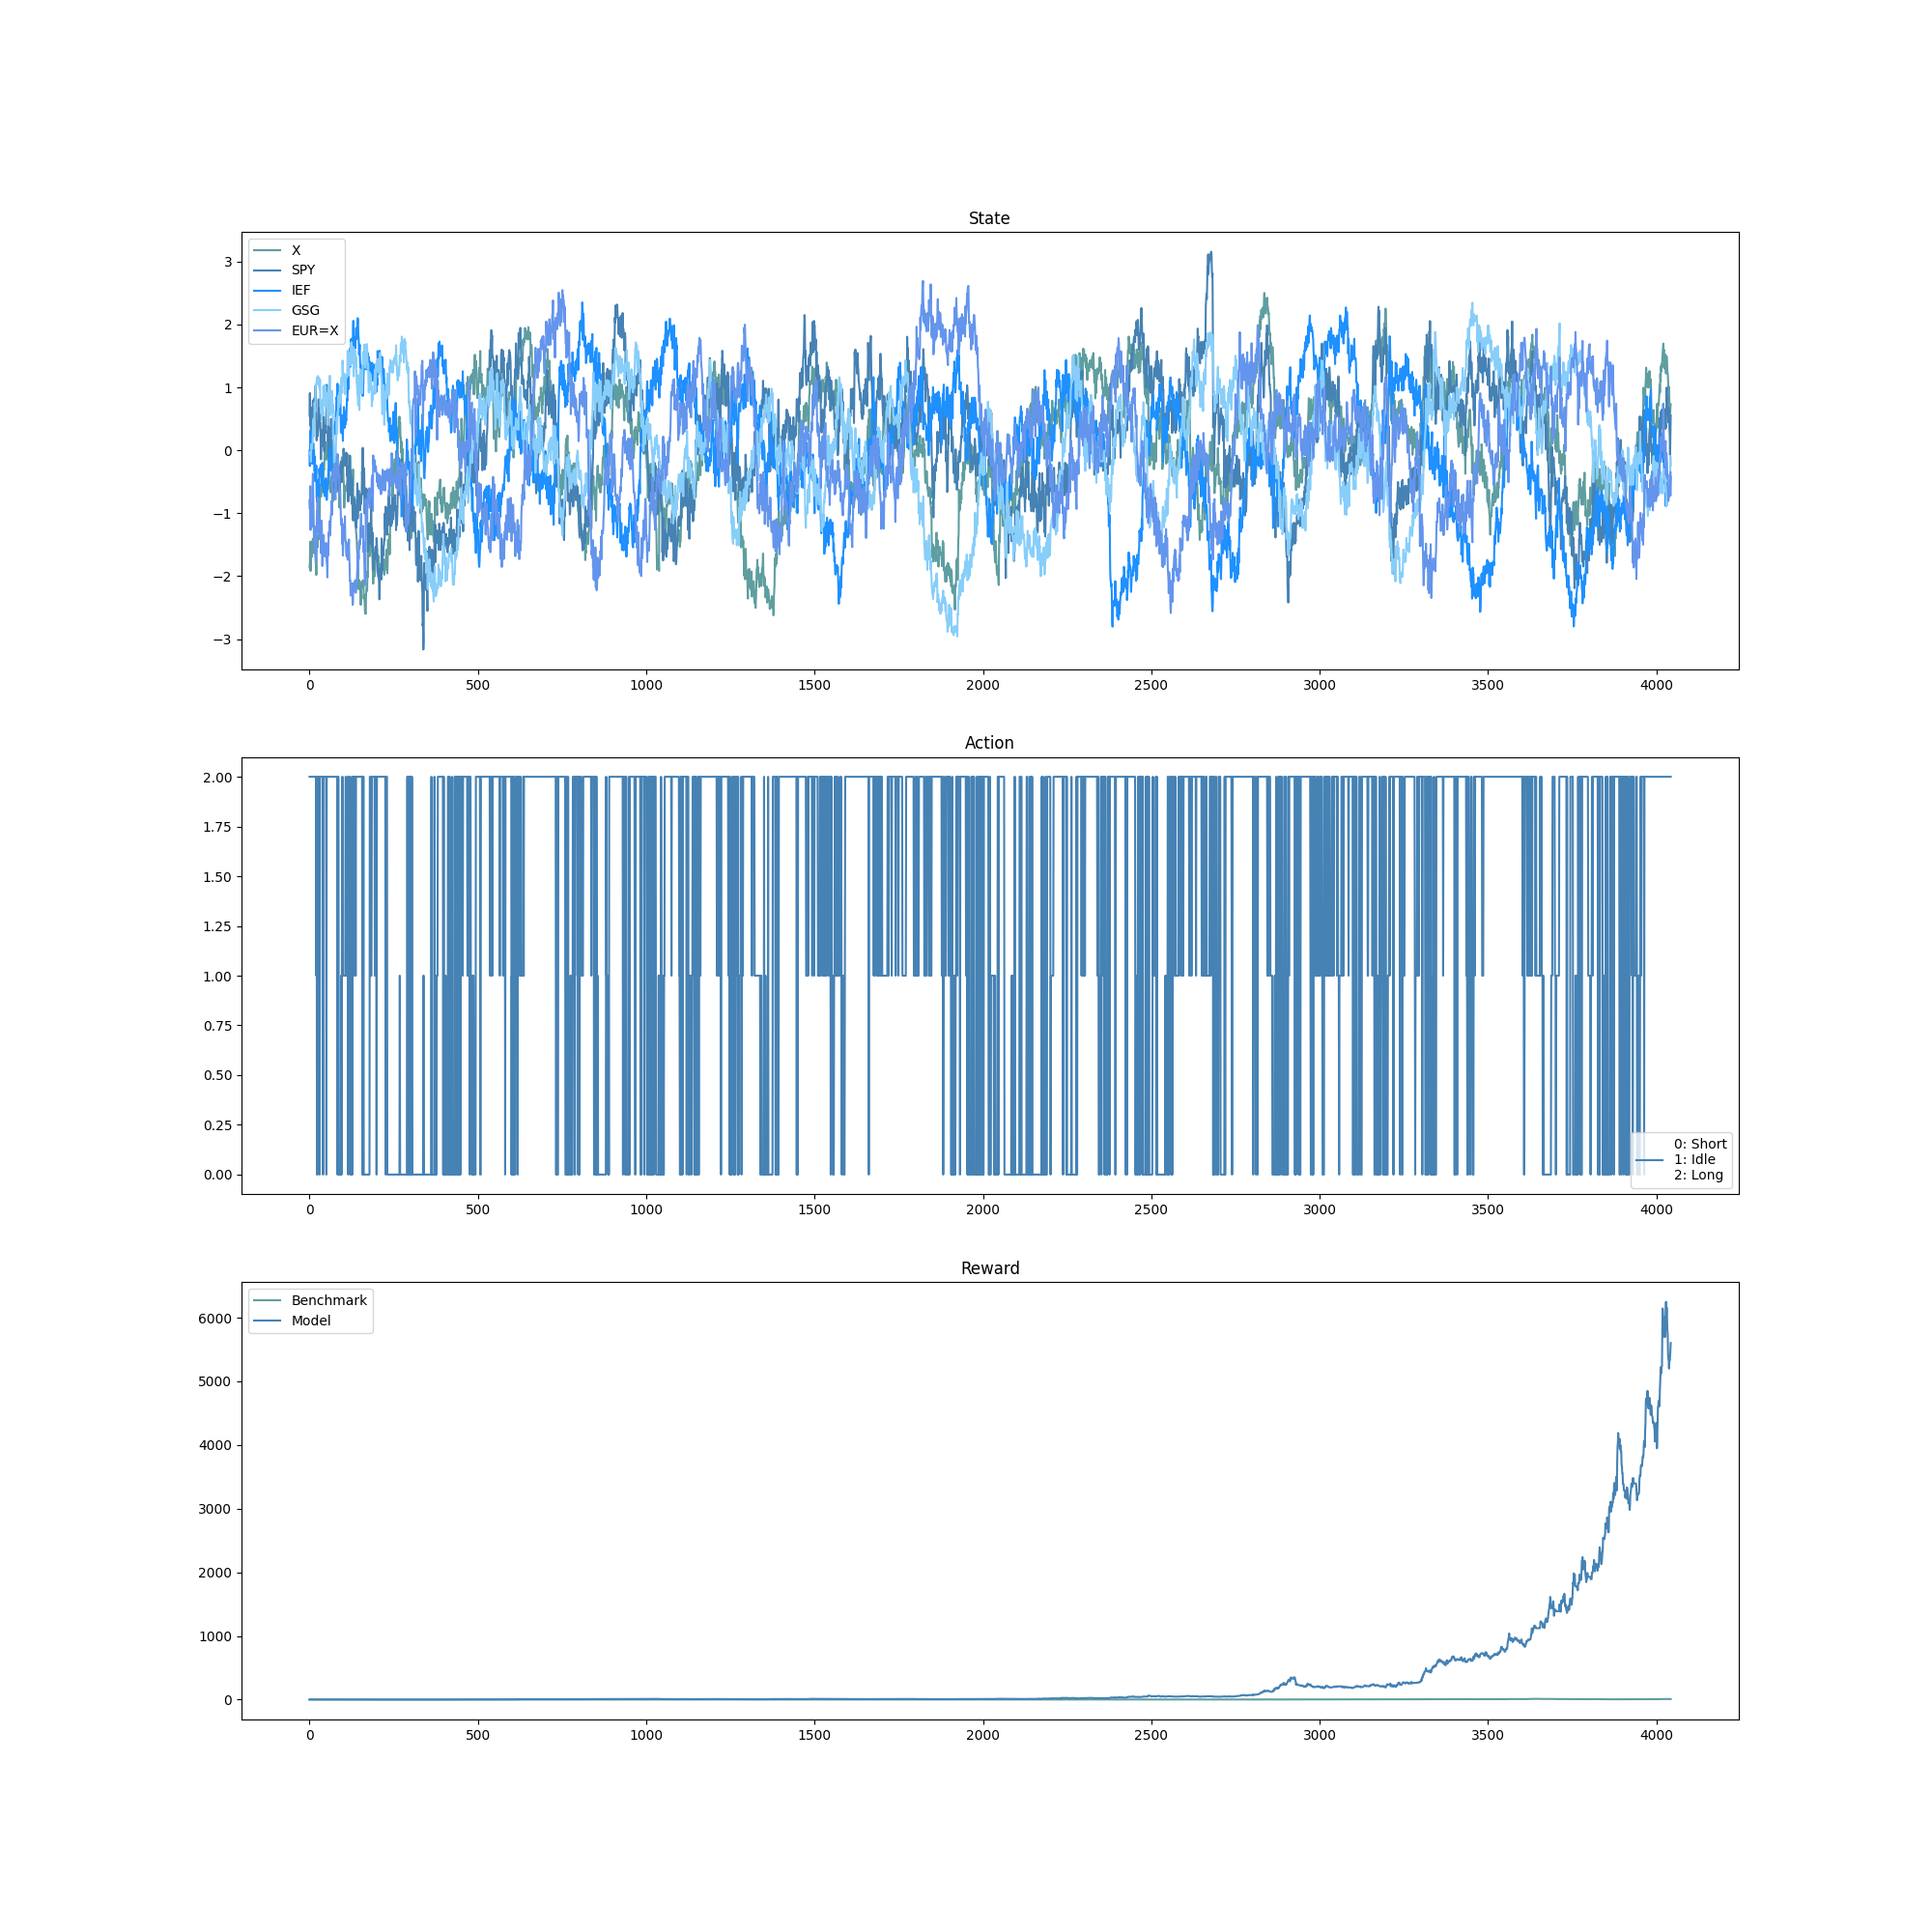 State
X
SPY
IEF
GSG
EUR=X
3
2
1
0
−1
−2
−3
0 500 1000 1500 2000 2500 3000 3500 4000
Action
2.00
1.75
1.50
1.25
1.00
0.75
0.50
0.25
0.00
0: Short
1: Idle
2: Long
0 500 1000 1500 2000 2500 3000 3500 4000
Reward
Benchmark
Model
6000
5000
4000
3000
2000
1000
0
0 500 1000 1500 2000 2500 3000 3500 4000